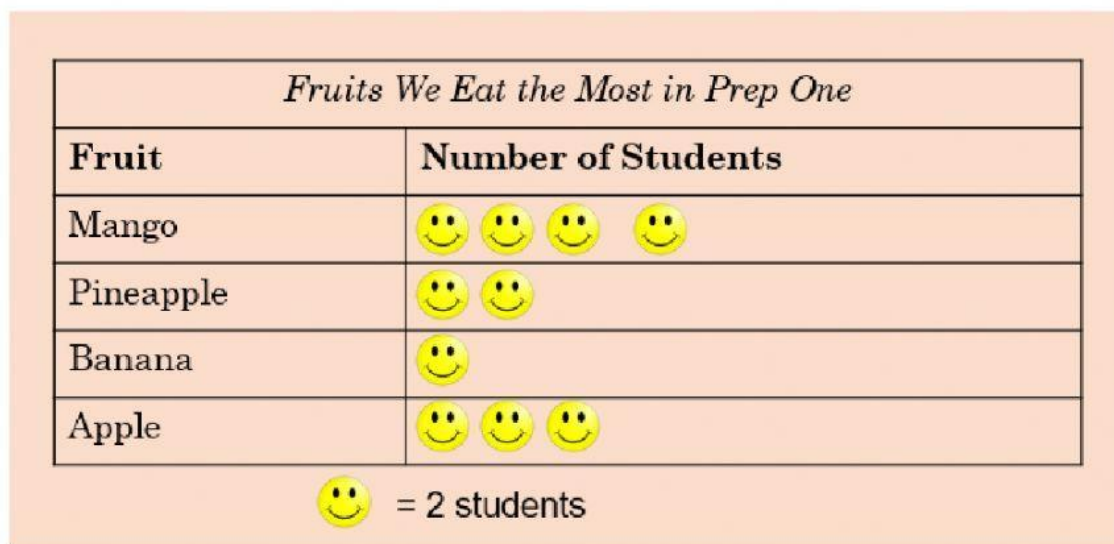 Fruits We Eat the Most in Prep One
Fruit Number of Students
Mango
Pineapple
Banana
Apple
= 2 students